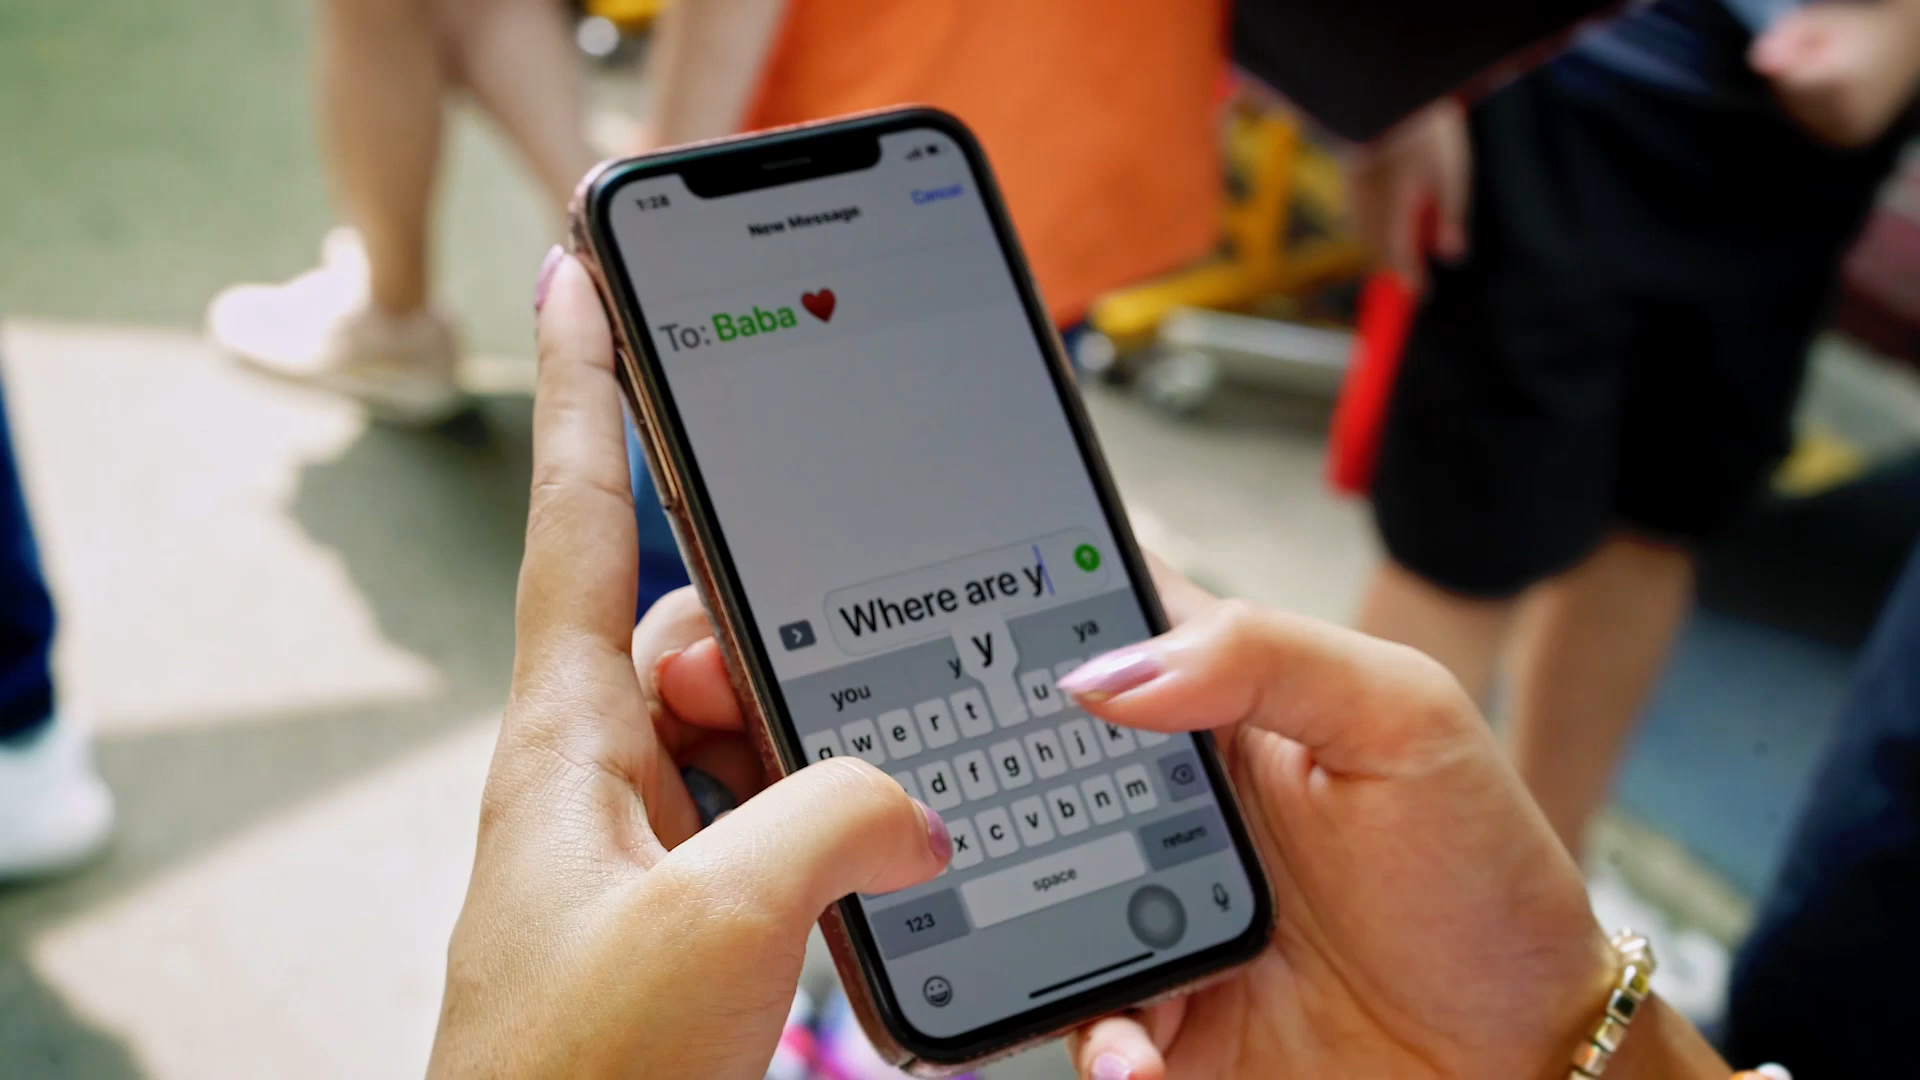 1:28
New Message
Cancel
To: Baba ❤️
Where are y
y
you
ya
q w e r t u
d f g h j k
x c v b n m
123 space return